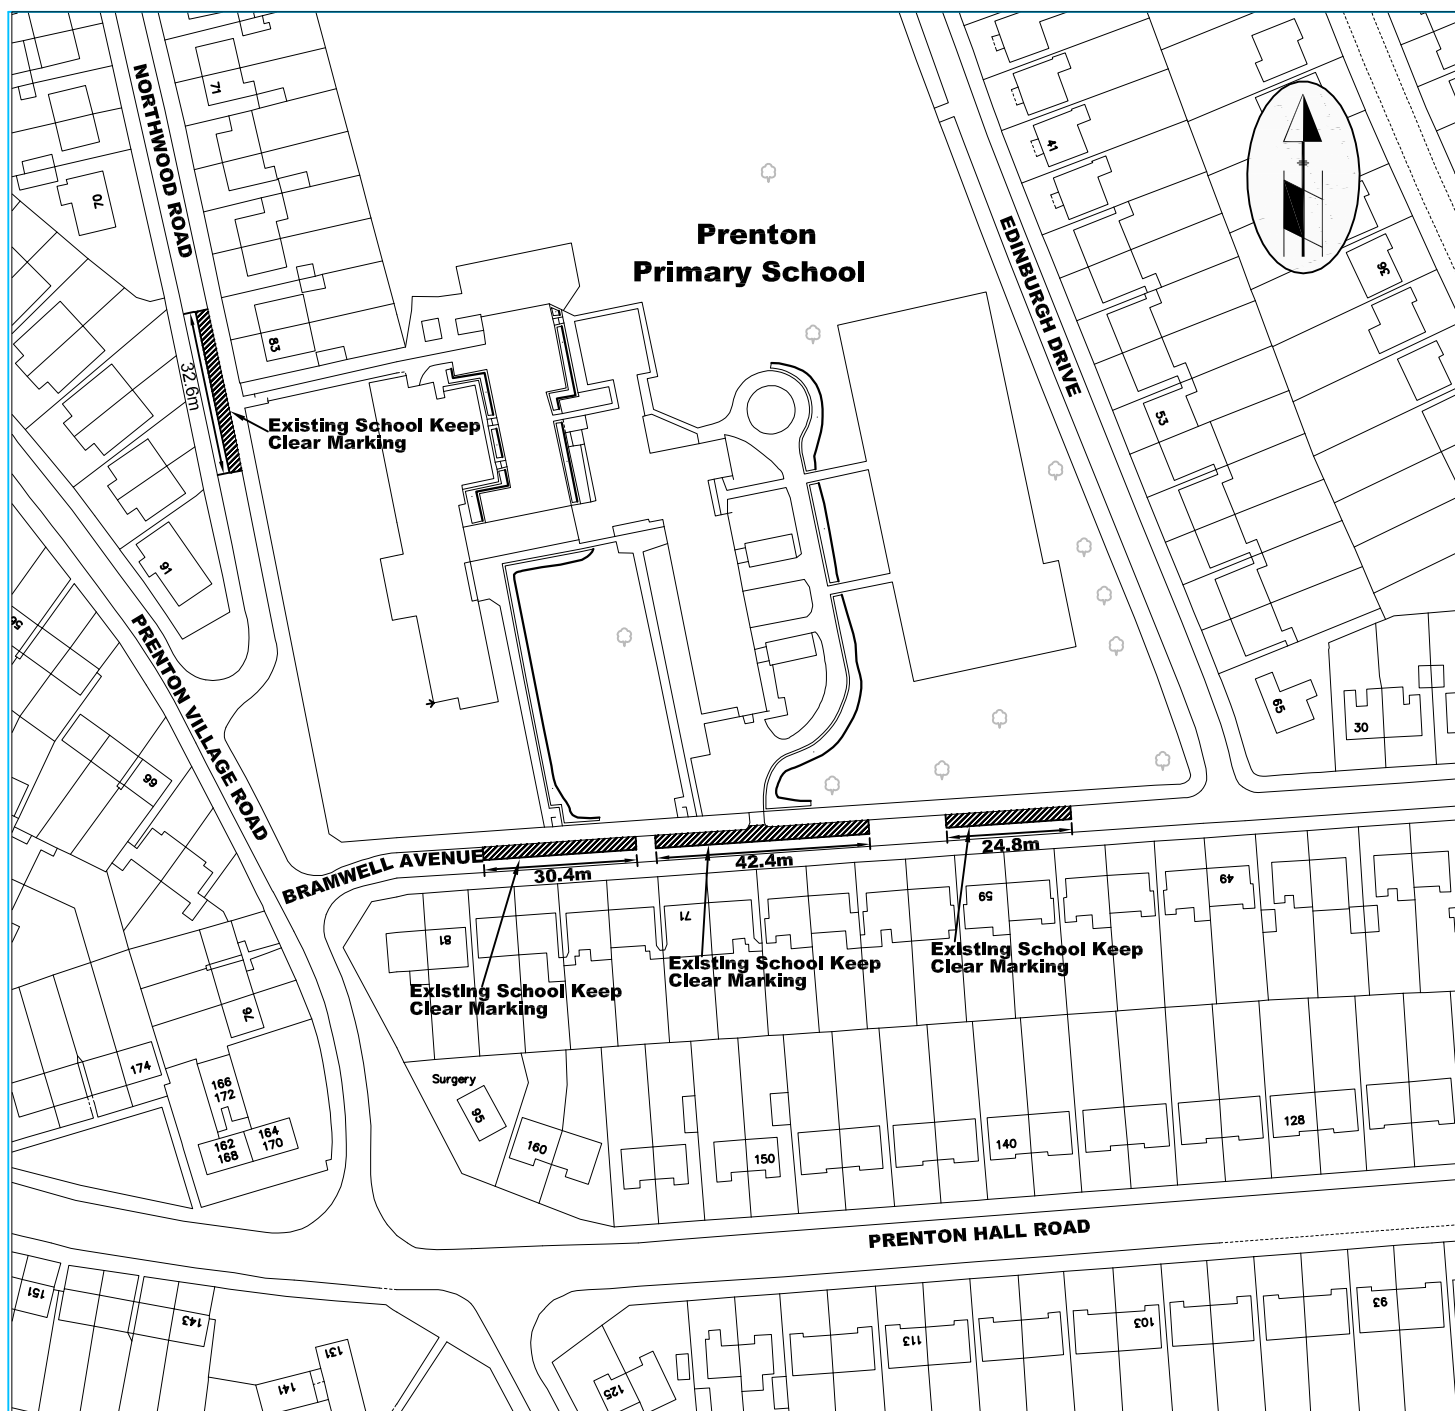 NORTHWOOD ROAD
71
70
83
32.6m
Existing School Keep
Clear Marking
91
Prenton
Primary School
EDINBURGH DRIVE
41
36
53
65
30
PRENTON VILLAGE ROAD
56
66
BRAMWELL AVENUE
30.4m
42.4m
24.8m
81
71
59
49
Existing School Keep
Clear Marking
Existing School Keep
Clear Marking
Existing School Keep
Clear Marking
76
174
166
172
164
170
162
168
Surgery
95
160
150
140
128
PRENTON HALL ROAD
151
143
131
141
125
113
103
93